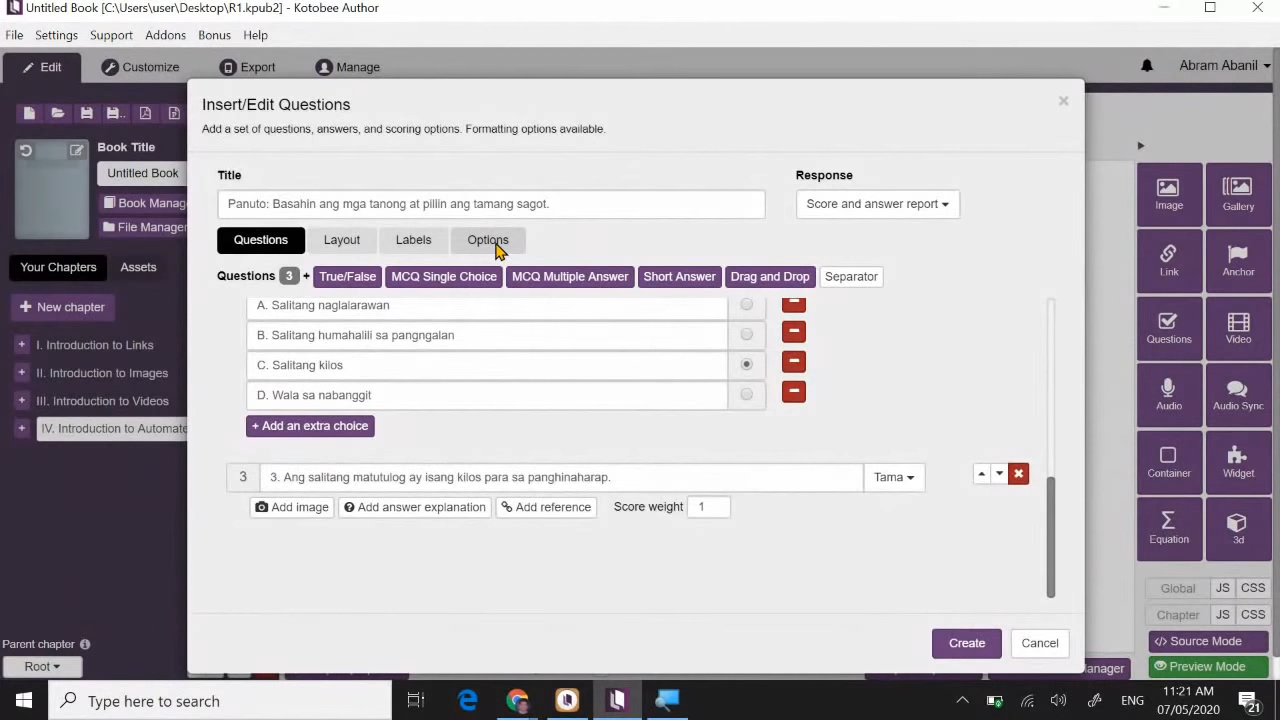 Untitled Book [C:\Users\user\Desktop\R1.kpub2] - Kotobee Author
File Settings Support Addons Bonus Help
Edit Customize Export Manage Abram Abanil
Insert/Edit Questions
Add a set of questions, answers, and scoring options. Formatting options available.
Book Title
Untitled Book
Book Manag
File Manager
Your Chapters Assets
+ New chapter
I. Introduction to Links
II. Introduction to Images
III. Introduction to Videos
IV. Introduction to Automate
Parent chapter
Root
Title Response
Panuto: Basahin ang mga tanong at piliin ang tamang sagot. Score and answer report
Questions Layout Labels Options
Questions 3 + True/False MCQ Single Choice MCQ Multiple Answer Short Answer Drag and Drop Separator
A. Salitang naglalarawan
B. Salitang humahalili sa pangngalan
C. Salitang kilos
D. Wala sa nabanggit
+ Add an extra choice
3 3. Ang salitang matutulog ay isang kilos para sa panghinaharap. Tama
Add image Add answer explanation Add reference Score weight 1
Create Cancel
Image Gallery
Link Anchor
Questions Video
Audio Audio Sync
Container Widget
Equation 3d
Global JS CSS
Chapter JS CSS
</> Source Mode
Preview Mode
anager
Type here to search
ENG
11:21 AM
07/05/2020
21